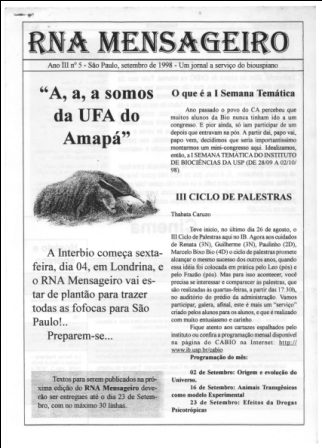 RNA MENSAGEIRO
Ano III nº 5 - São Paulo, setembro de 1998 - Um jornal a serviço do biouspiano
“A, a, a somos
da UFA do
Amapá”
A Interbio começa sexta-
feira, dia 04, em Londrina, e
o RNA Mensageiro vai es-
tar de plantão para trazer
todas as fofocas para São
Paulo!..
Preparem-se...
Textos para serem publicados na pró-
xima edição do RNA Mensageiro deve-
rão ser entregues até o dia 23 de Setem-
bro, com no máximo 30 linhas.
O que é a I Semana Temática
Ano passado o povo do CA percebeu que
muitos alunos da Bio nunca tinham ido a um
congresso. E pior ainda, só iam participar de um
depois que entravam na pós. A partir daí, papo vai,
papo vem, decidimos que seria importantíssimo
montarmos um mini-congresso aqui. Idealizamos,
então, a I SEMANA TEMÁTICA DO INSTITUTO
DE BIOCIÊNCIAS DA USP (DE 28/09 A 02/10/
98)
III CICLO DE PALESTRAS
Thabata Caruzo
Teve início, no último dia 26 de agosto, o
III Ciclo de Palestras aqui no IB. Agora aos cuidados
de Renata (3N), Guilherme (3N), Paulinho (2D),
Marcelo Bixo Bio (4D) o ciclo de palestras promete
alcançar o mesmo sucesso dos outros anos, quando
essa idéia foi colocada em prática pelo Leo (pós) e
pelo Frazão (pós). Mas para isso acontecer, você
precisa se interessar e comparecer às palestras, que
são realizadas às quartas-feiras, a partir das 17:30h,
no auditório do prédio da administração. Vamos
participar, galera, afinal, este é mais um “serviço”
criado pelos alunos para os alunos, e que é realizado
com muito entusiasmo e carinho.
Fique atento aos cartazes espalhados pelo
instituto ou confira a programação mensal disponível
na página do CABIO na Internet: http://
www.ib.usp.br/cabio
Programação do mês:
02 de Setembro: Origem e evolução do
Universo.
16 de Setembro: Animais Transgênicos
como modelo Experimental
23 de Setembro: Efeitos da Drogas
Psicotrópicas